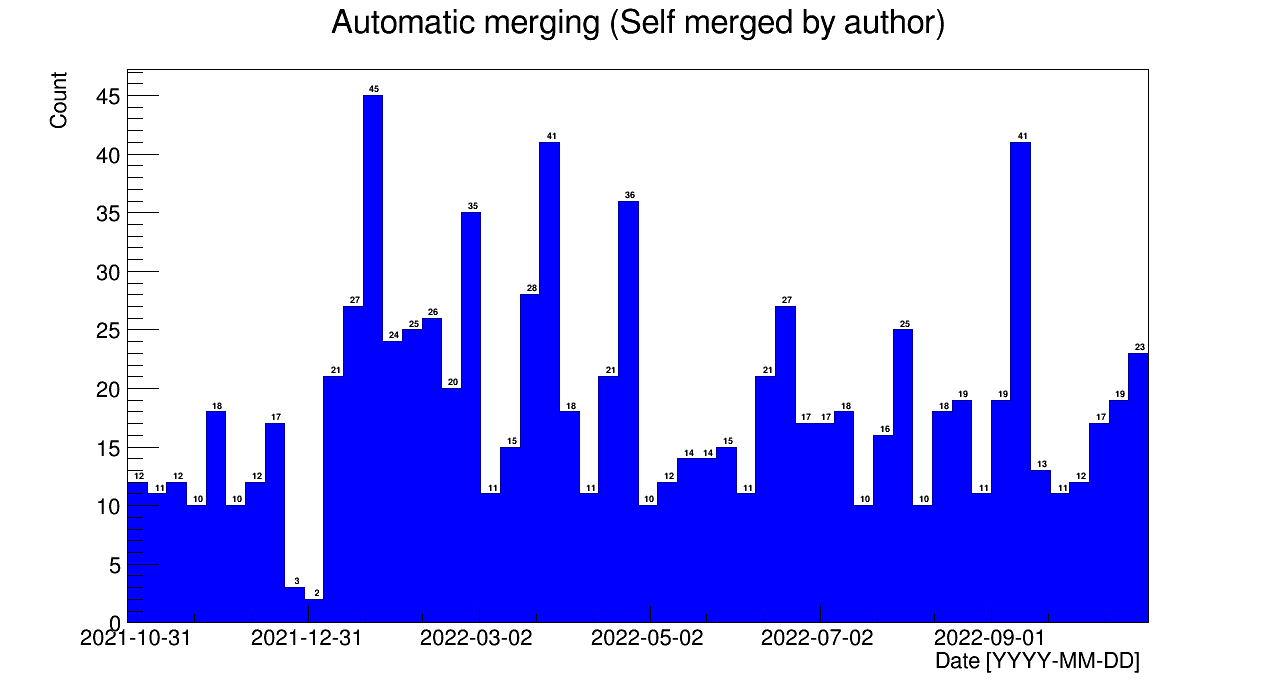 Automatic merging (Self merged by author)
Count
45
40
35
30
25
20
15
10
5
0
12 11 12 10 18 10 12 17 3 2 21 27 45 24 25 26 20 35 11 15 28 41 18 11 21 36 10 12 14 14 15 11 21 27 17 17 18 10 16 25 10 18 19 11 19 41 13 11 12 17 19 23
2021-10-31 2021-12-31 2022-03-02 2022-05-02 2022-07-02 2022-09-01
Date [YYYY-MM-DD]